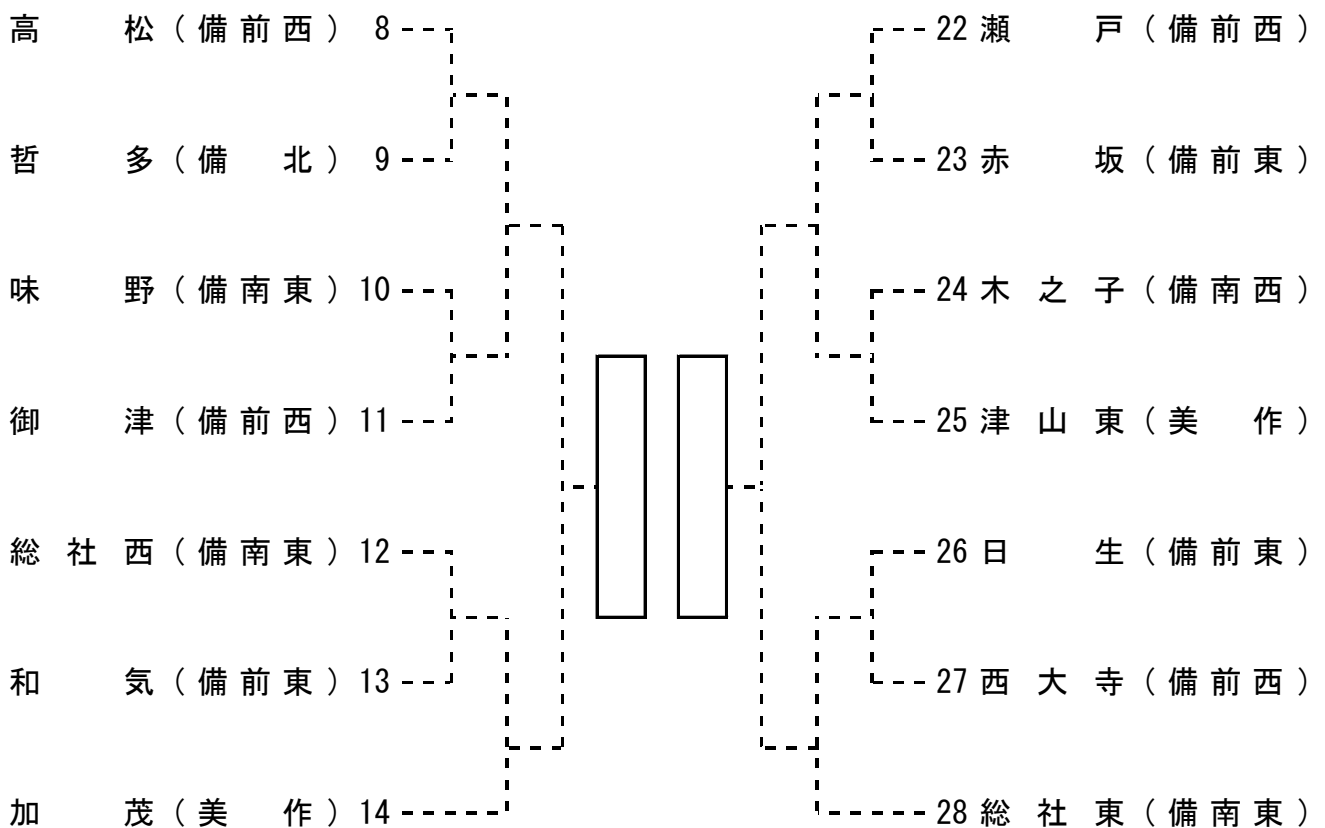 高松（備前西） 8
哲多（備北） 9
味野（備南東） 10
御津（備前西） 11
総社西（備南東） 12
和気（備前東） 13
加茂（美作） 14
22 瀬戸（備前西）
23 赤坂（備前東）
24 木之子（備南西）
25 津山東（美作）
26 日生（備前東）
27 西大寺（備前西）
28 総社東（備南東）